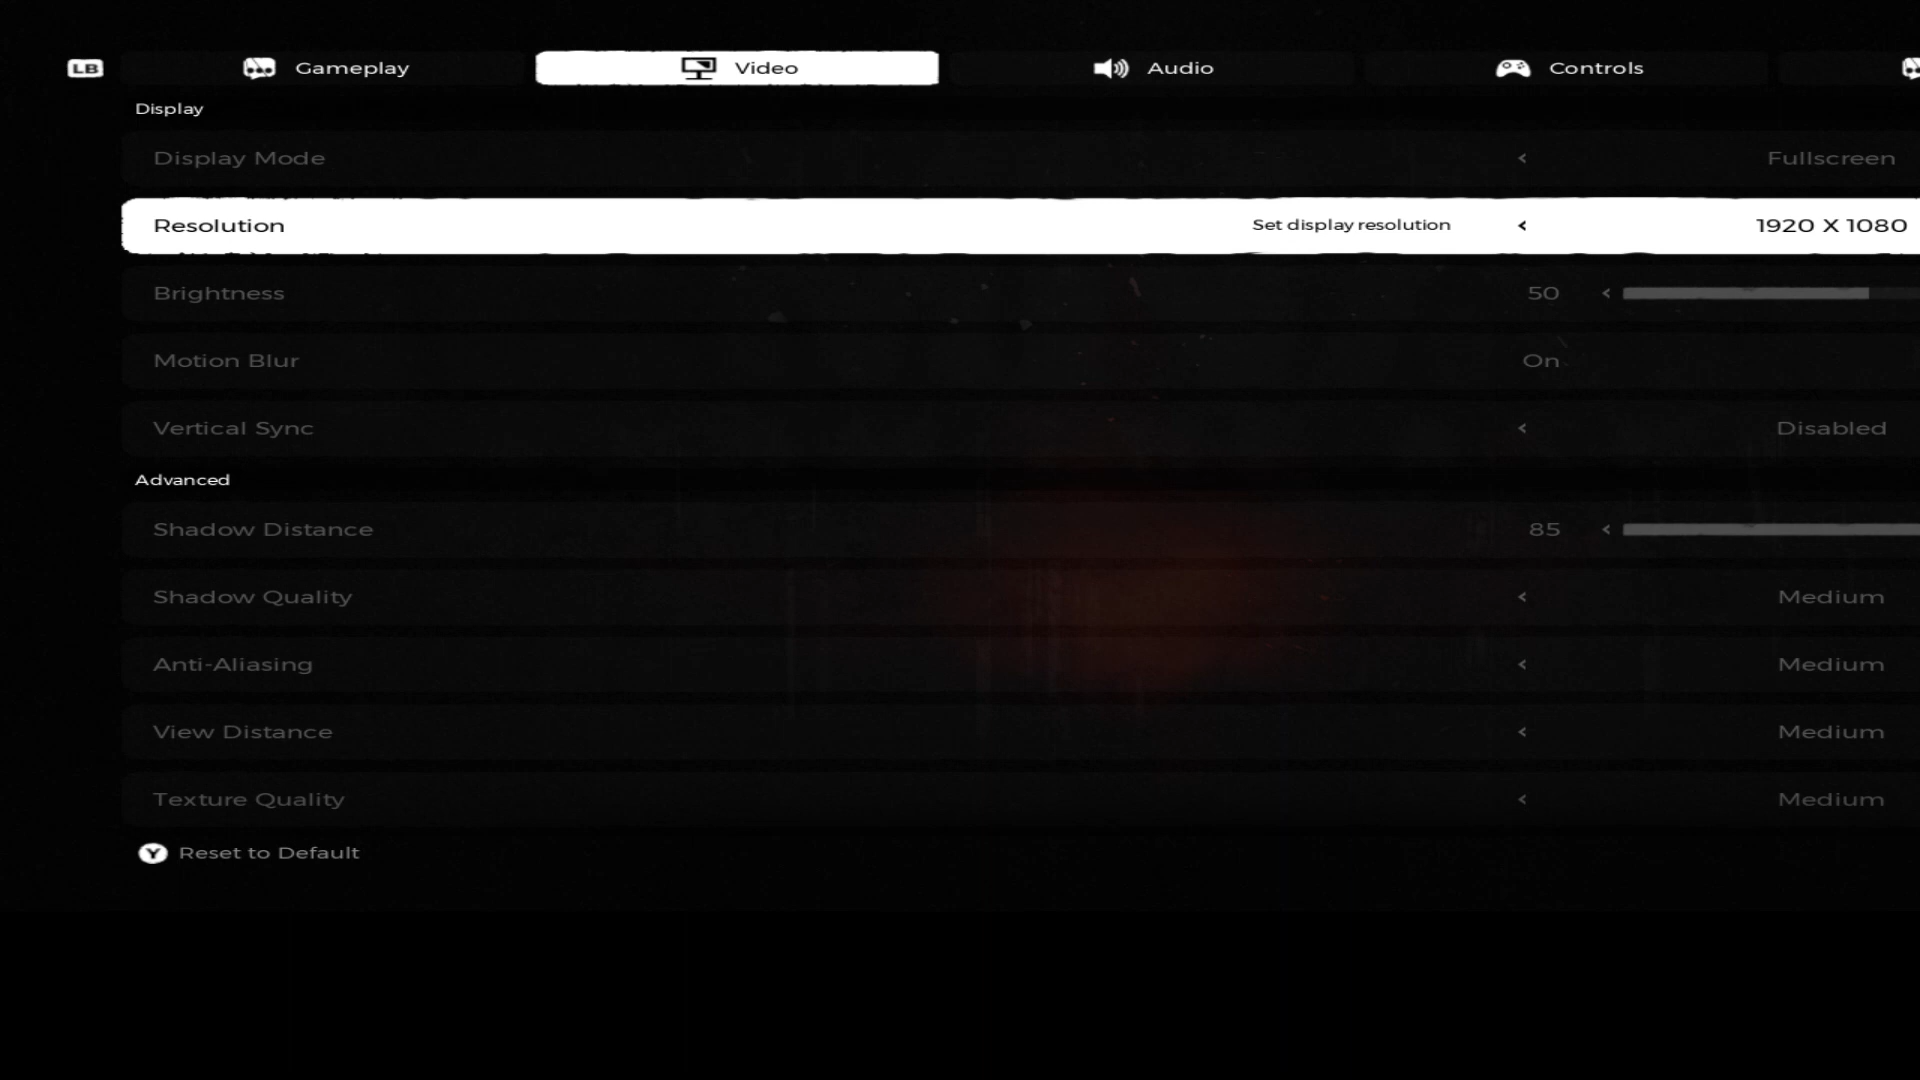 LB Gameplay Video Audio Controls
Display
Display Mode < Fullscreen
Resolution Set display resolution < 1920 X 1080
Brightness 50 <
Motion Blur On
Vertical Sync < Disabled
Advanced
Shadow Distance 85 <
Shadow Quality < Medium
Anti-Aliasing < Medium
View Distance < Medium
Texture Quality < Medium
Y Reset to Default